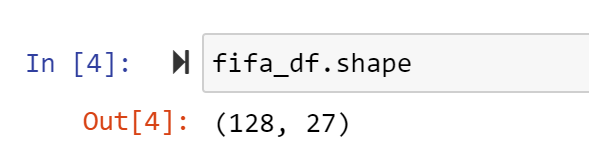 In [4]: fifa_df.shape
Out[4]: (128, 27)